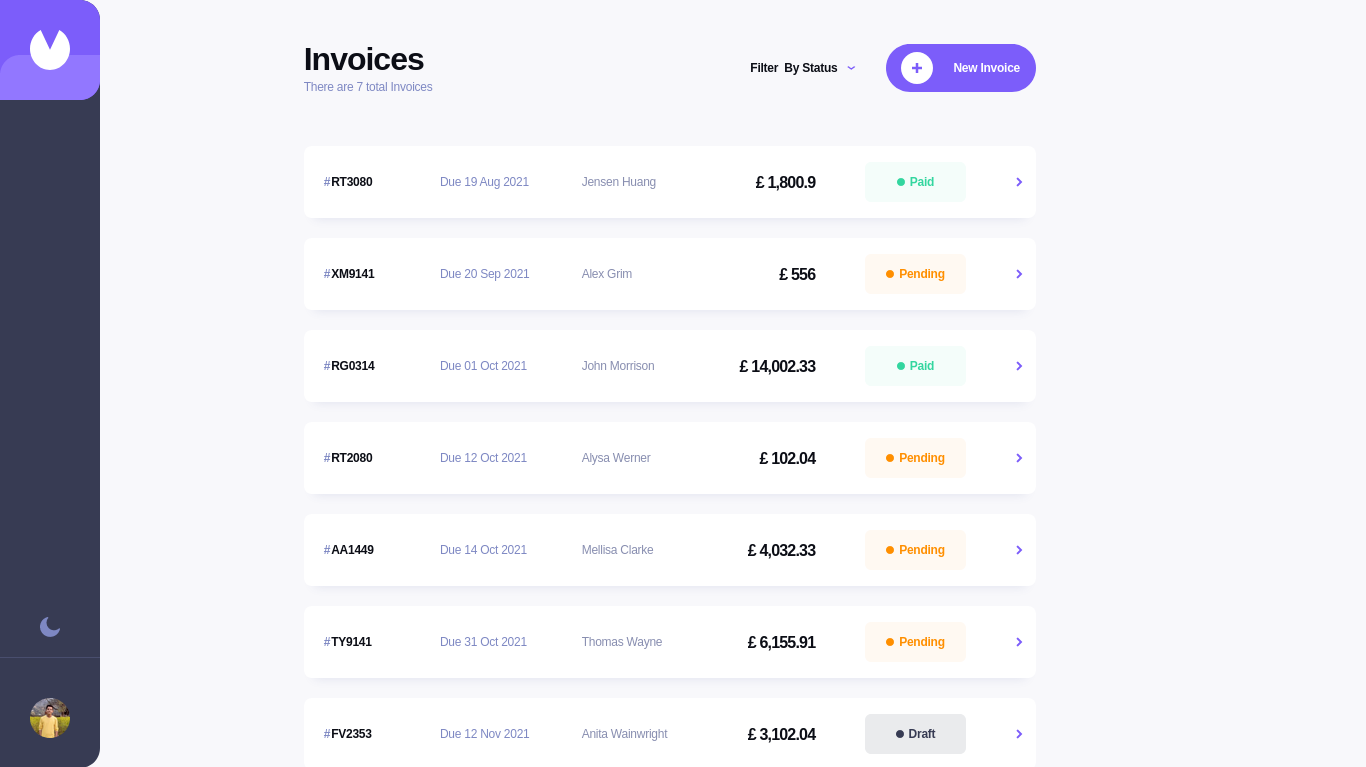 Invoices
There are 7 total Invoices
Filter By Status
New Invoice
#RT3080 Due 19 Aug 2021 Jensen Huang £ 1,800.9 Paid
#XM9141 Due 20 Sep 2021 Alex Grim £ 556 Pending
#RG0314 Due 01 Oct 2021 John Morrison £ 14,002.33 Paid
#RT2080 Due 12 Oct 2021 Alysa Werner £ 102.04 Pending
#AA1449 Due 14 Oct 2021 Mellisa Clarke £ 4,032.33 Pending
#TY9141 Due 31 Oct 2021 Thomas Wayne £ 6,155.91 Pending
#FV2353 Due 12 Nov 2021 Anita Wainwright £ 3,102.04 Draft